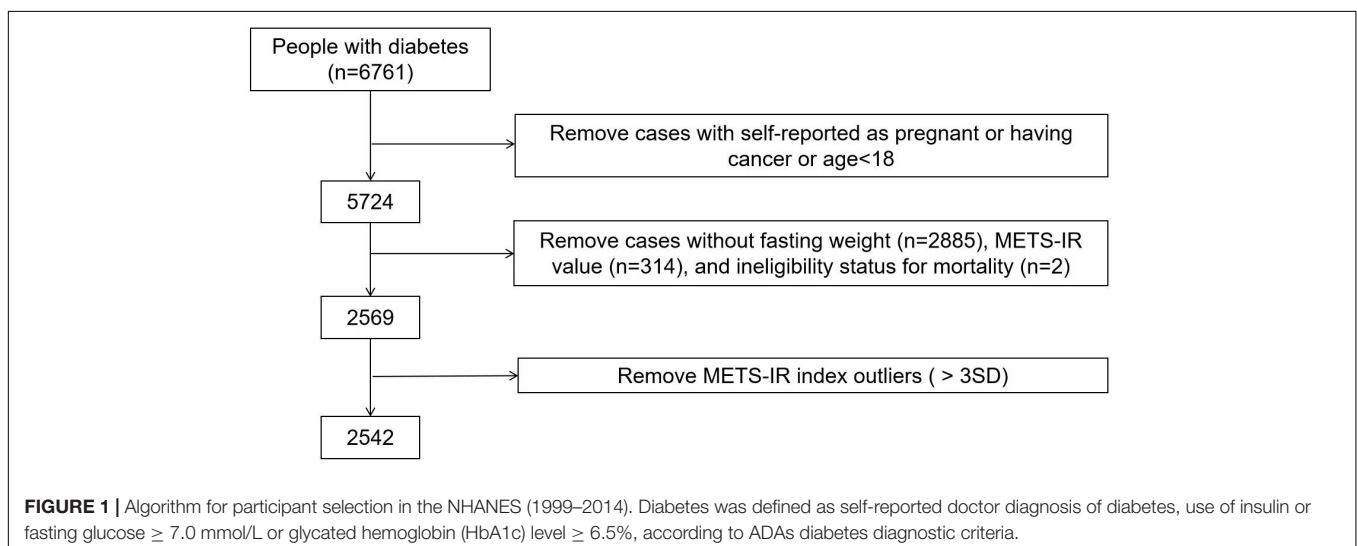 People with diabetes
(n=6761)
Remove cases with self-reported as pregnant or having
cancer or age<18
5724
Remove cases without fasting weight (n=2885), METS-IR
value (n=314), and ineligibility status for mortality (n=2)
2569
Remove METS-IR index outliers ( > 3SD)
2542
FIGURE 1 | Algorithm for participant selection in the NHANES (1999–2014). Diabetes was defined as self-reported doctor diagnosis of diabetes, use of insulin or
fasting glucose ≥ 7.0 mmol/L or glycated hemoglobin (HbA1c) level ≥ 6.5%, according to ADAs diabetes diagnostic criteria.